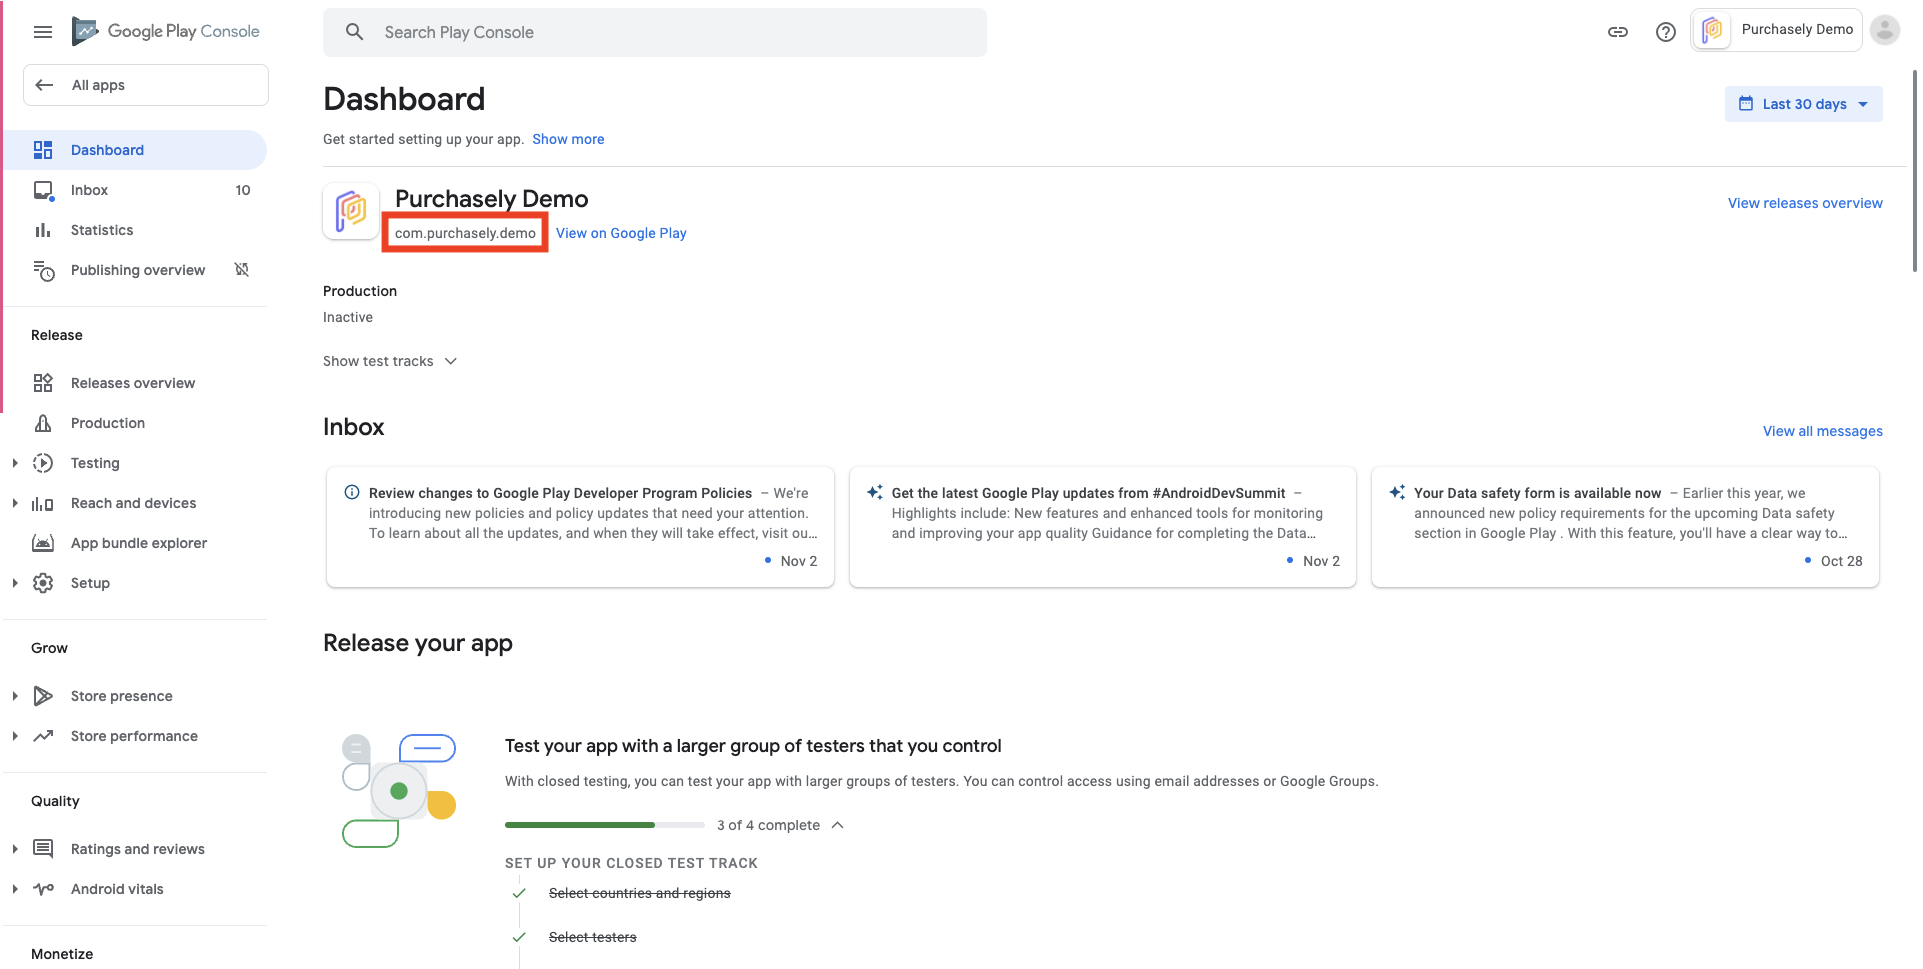 Google Play Console
Search Play Console
Purchasely Demo
All apps
Dashboard
Inbox 10
Statistics
Publishing overview
Release
Releases overview
Production
Testing
Reach and devices
App bundle explorer
Setup
Grow
Store presence
Store performance
Quality
Ratings and reviews
Android vitals
Monetize
Dashboard
Last 30 days
Get started setting up your app. Show more
Purchasely Demo
com.purchasely.demo View on Google Play
View releases overview
Production
Inactive
Show test tracks
Inbox
View all messages
Review changes to Google Play Developer Program Policies – We're
introducing new policies and policy updates that need your attention.
To learn about all the updates, and when they will take effect, visit ou...
Nov 2
Get the latest Google Play updates from #AndroidDevSummit –
Highlights include: New features and enhanced tools for monitoring
and improving your app quality Guidance for completing the Data...
Nov 2
Your Data safety form is available now – Earlier this year, we
announced new policy requirements for the upcoming Data safety
section in Google Play . With this feature, you'll have a clear way to...
Oct 28
Release your app
Test your app with a larger group of testers that you control
With closed testing, you can test your app with larger groups of testers. You can control access using email addresses or Google Groups.
3 of 4 complete
SET UP YOUR CLOSED TEST TRACK
Select countries and regions
Select testers